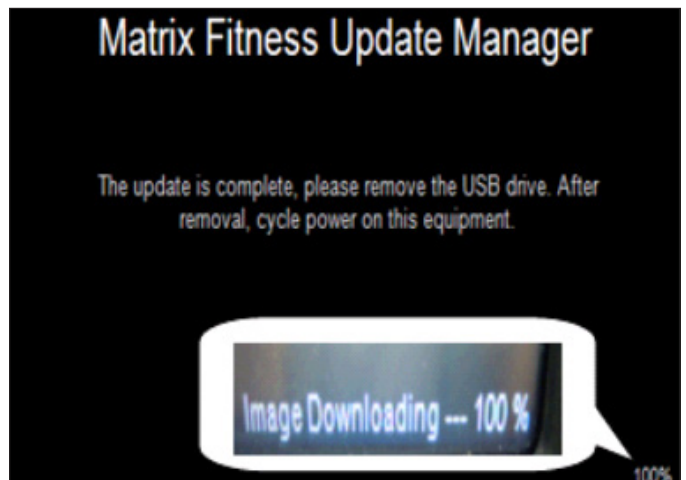 Matrix Fitness Update Manager
The update is complete, please remove the USB drive. After
removal, cycle power on this equipment.
Image Downloading --- 100 %
100%